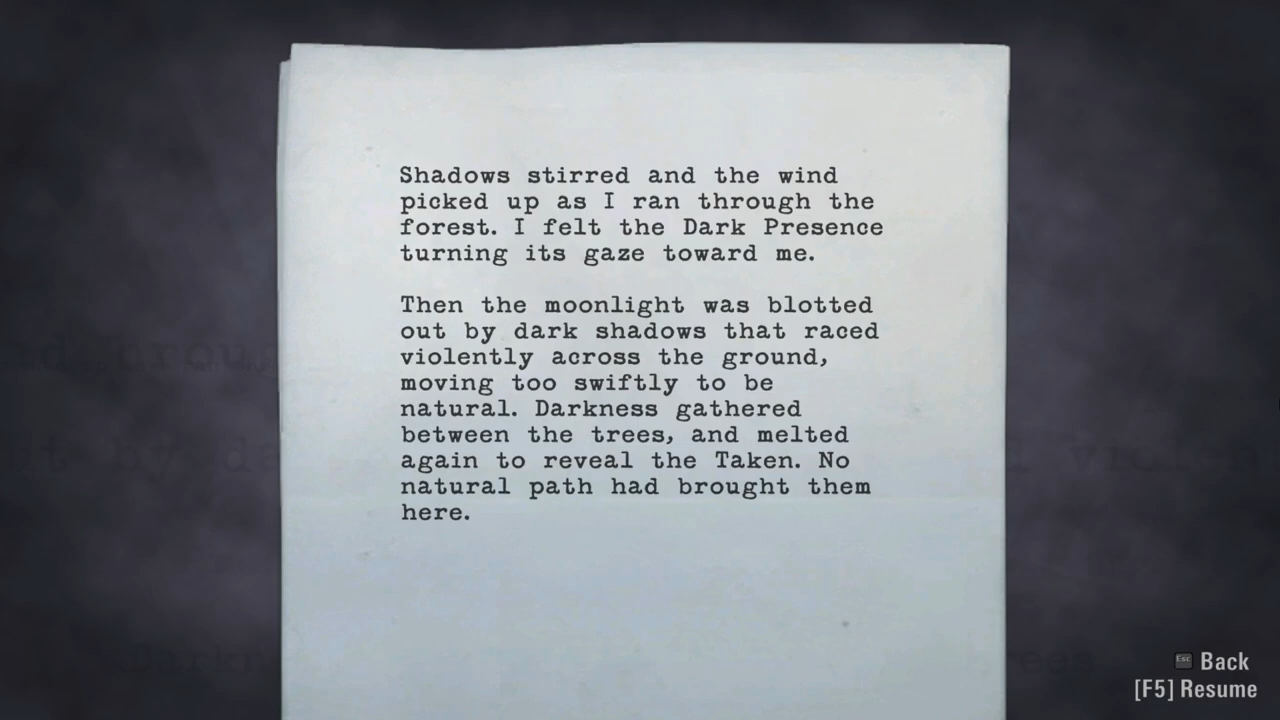 Shadows stirred and the wind
picked up as I ran through the
forest. I felt the Dark Presence
turning its gaze toward me.
Then the moonlight was blotted
out by dark shadows that raced
violently across the ground,
moving too swiftly to be
natural. Darkness gathered
between the trees, and melted
again to reveal the Taken. No
natural path had brought them
here.
Esc Back
[F5] Resume